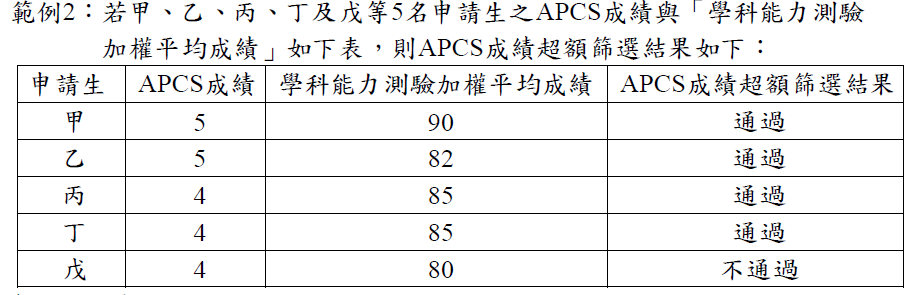 範例2：若甲、乙、丙、丁及戊等5名申請生之APCS成績與「學科能力測驗
加權平均成績」如下表，則APCS成績超額篩選結果如下：
申請生 APCS成績 學科能力測驗加權平均成績 APCS成績超額篩選結果
甲 5 90 通過
乙 5 82 通過
丙 4 85 通過
丁 4 85 通過
戊 4 80 不通過